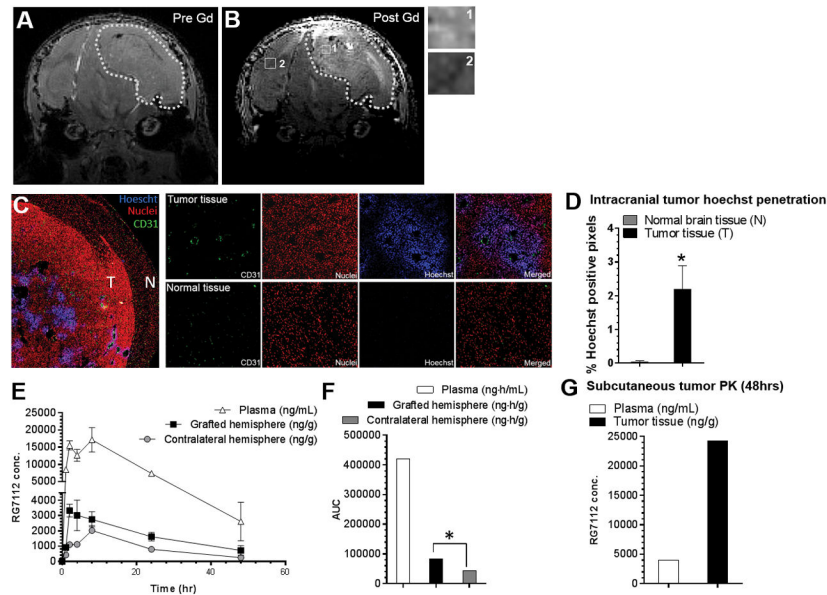 A
Pre Gd
B
Post Gd
1
2
1
2
C
Hoescht
Nuclei
CD31
T
N
Tumor tissue
CD31
Nuclei
Hoechst
Merged
Normal tissue
CD31
Nuclei
Hoechst
Merged
D Intracranial tumor hoechst penetration
Normal brain tissue (N)
Tumor tissue (T)
% Hoechst positive pixels
4
3
2
1
0
*
E
Plasma (ng/mL)
Grafted hemisphere (ng/g)
Contralateral hemisphere (ng/g)
RG7112 conc.
25000
20000
15000
10000
5000
4000
3000
2000
1000
0
0 20 40 60
Time (hr)
F
Plasma (ng·h/mL)
Grafted hemisphere (ng·h/g)
Contralateral hemisphere (ng·h/g)
AUC
500000
400000
300000
200000
100000
0
*
G Subcutaneous tumor PK (48hrs)
Plasma (ng/mL)
Tumor tissue (ng/g)
RG7112 conc.
25000
20000
15000
10000
5000
0